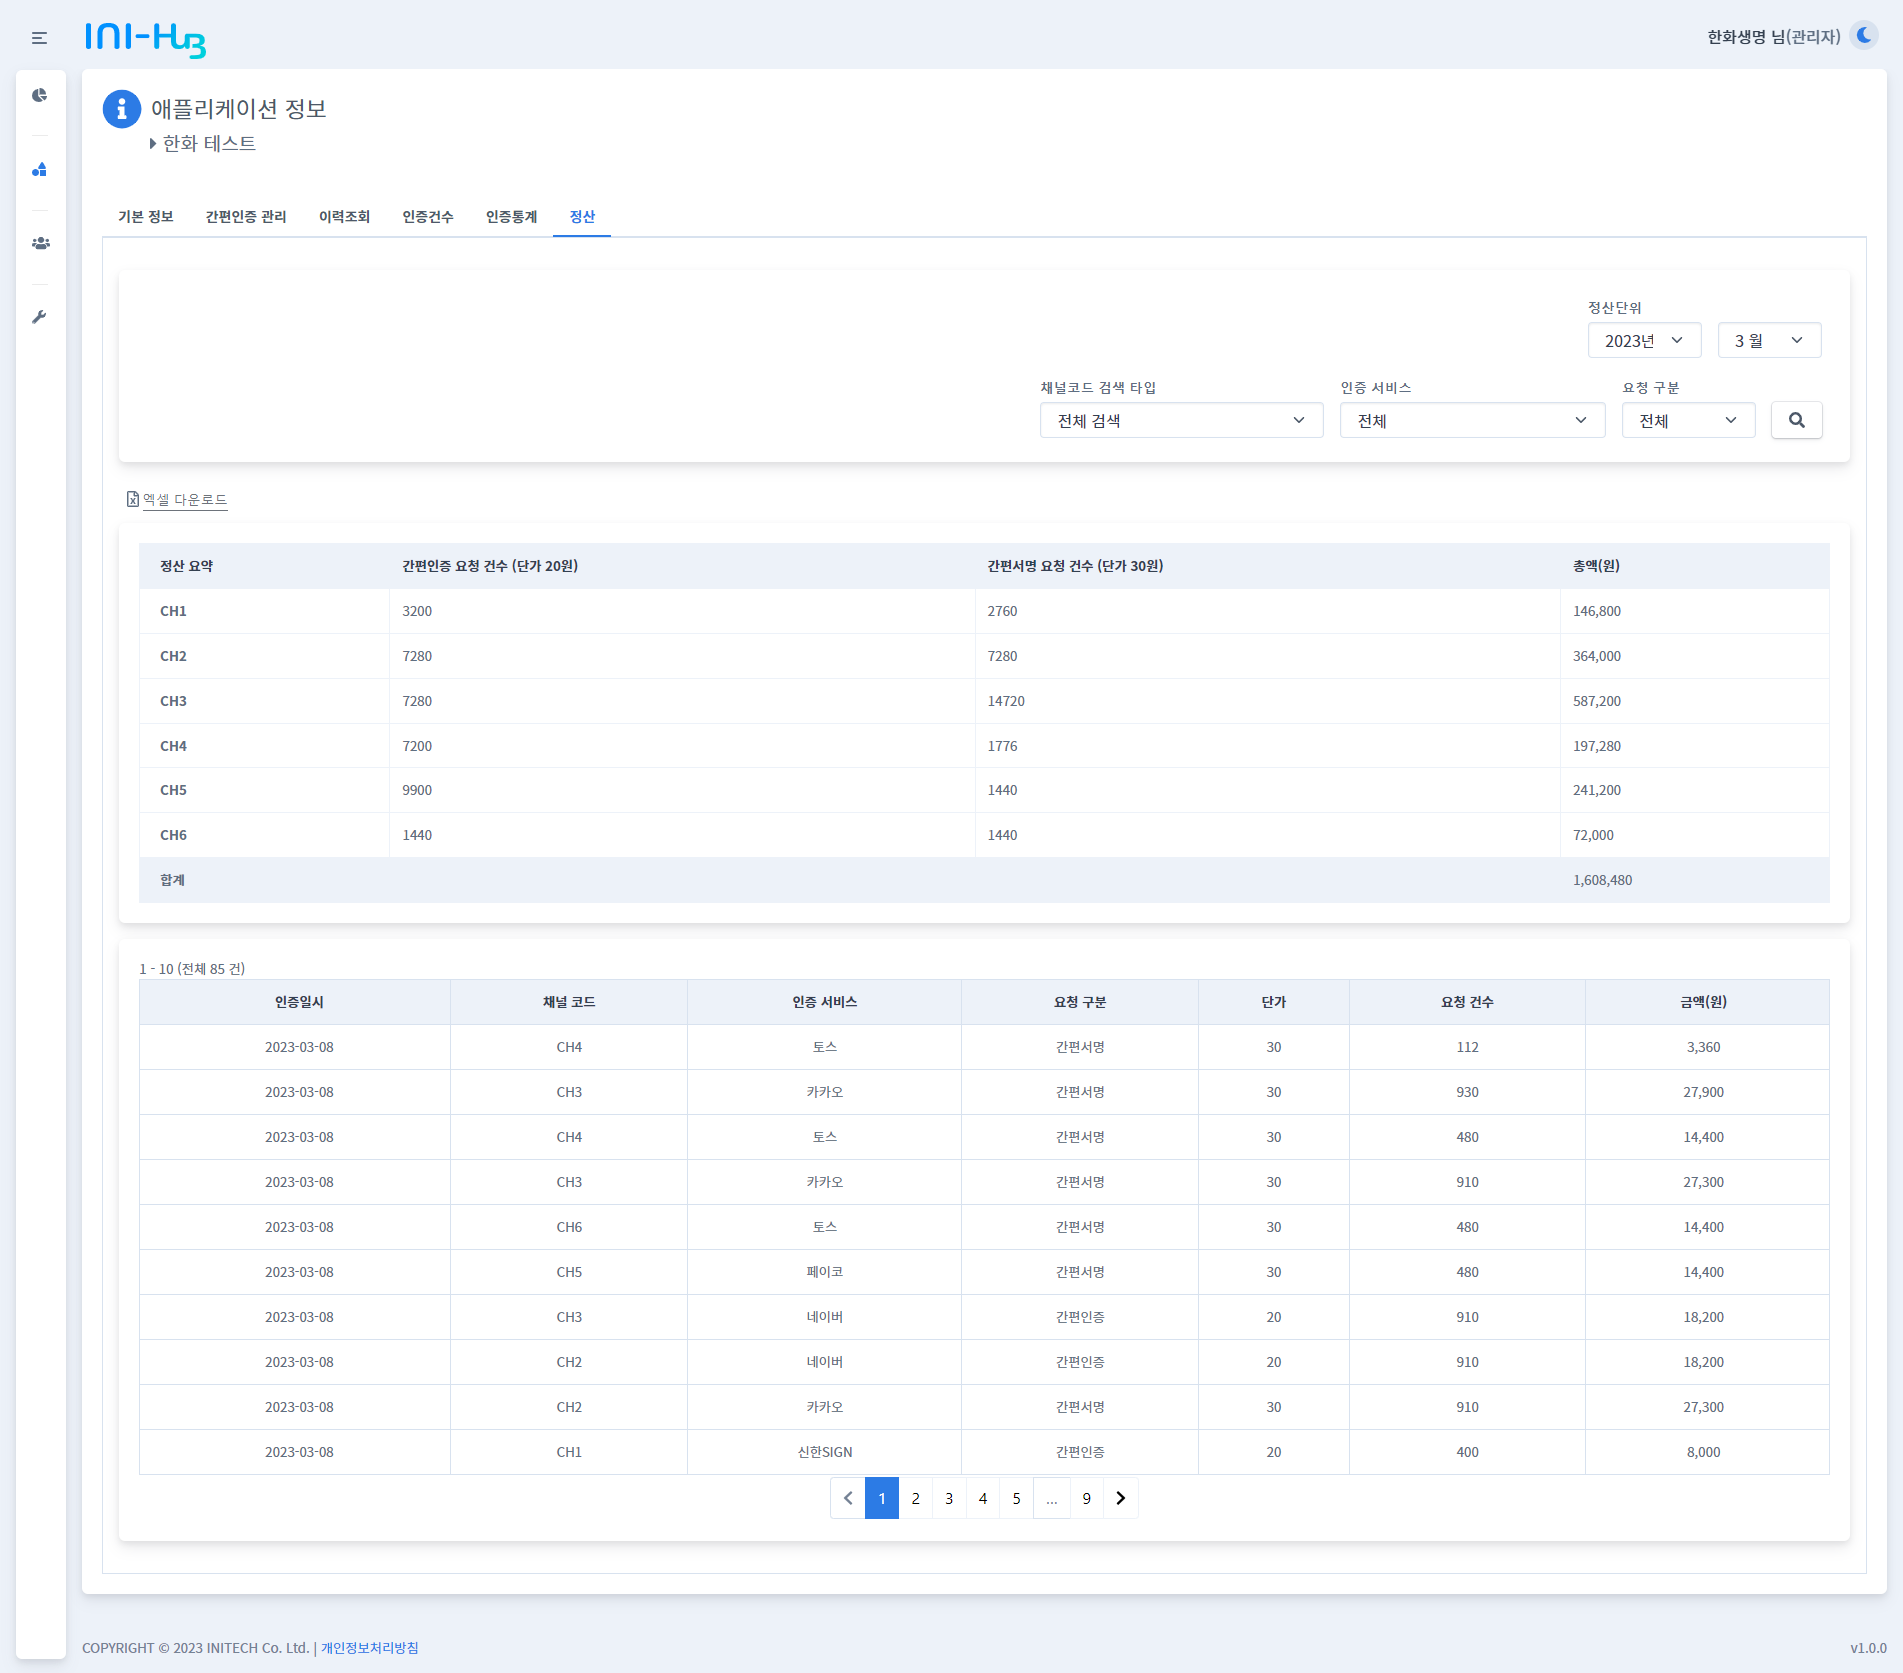 INI-HUB
한화생명 님(관리자)
애플리케이션 정보
한화 테스트
기본 정보 간편인증 관리 이력조회 인증건수 인증통계 정산
정산단위
2023년 3 월
채널코드 검색 타입 인증 서비스 요청 구분
전체 검색 전체 전체
엑셀 다운로드
정산 요약 간편인증 요청 건수 (단가 20원) 간편서명 요청 건수 (단가 30원) 총액(원)
CH1 3200 2760 146,800
CH2 7280 7280 364,000
CH3 7280 14720 587,200
CH4 7200 1776 197,280
CH5 9900 1440 241,200
CH6 1440 1440 72,000
합계 1,608,480
1 - 10 (전체 85 건)
인증일시 채널 코드 인증 서비스 요청 구분 단가 요청 건수 금액(원)
2023-03-08 CH4 토스 간편서명 30 112 3,360
2023-03-08 CH3 카카오 간편서명 30 930 27,900
2023-03-08 CH4 토스 간편서명 30 480 14,400
2023-03-08 CH3 카카오 간편서명 30 910 27,300
2023-03-08 CH6 토스 간편서명 30 480 14,400
2023-03-08 CH5 페이코 간편서명 30 480 14,400
2023-03-08 CH3 네이버 간편인증 20 910 18,200
2023-03-08 CH2 네이버 간편인증 20 910 18,200
2023-03-08 CH2 카카오 간편서명 30 910 27,300
2023-03-08 CH1 신한SIGN 간편인증 20 400 8,000
1 2 3 4 5 ... 9
COPYRIGHT © 2023 INITECH Co. Ltd. | 개인정보처리방침
v1.0.0